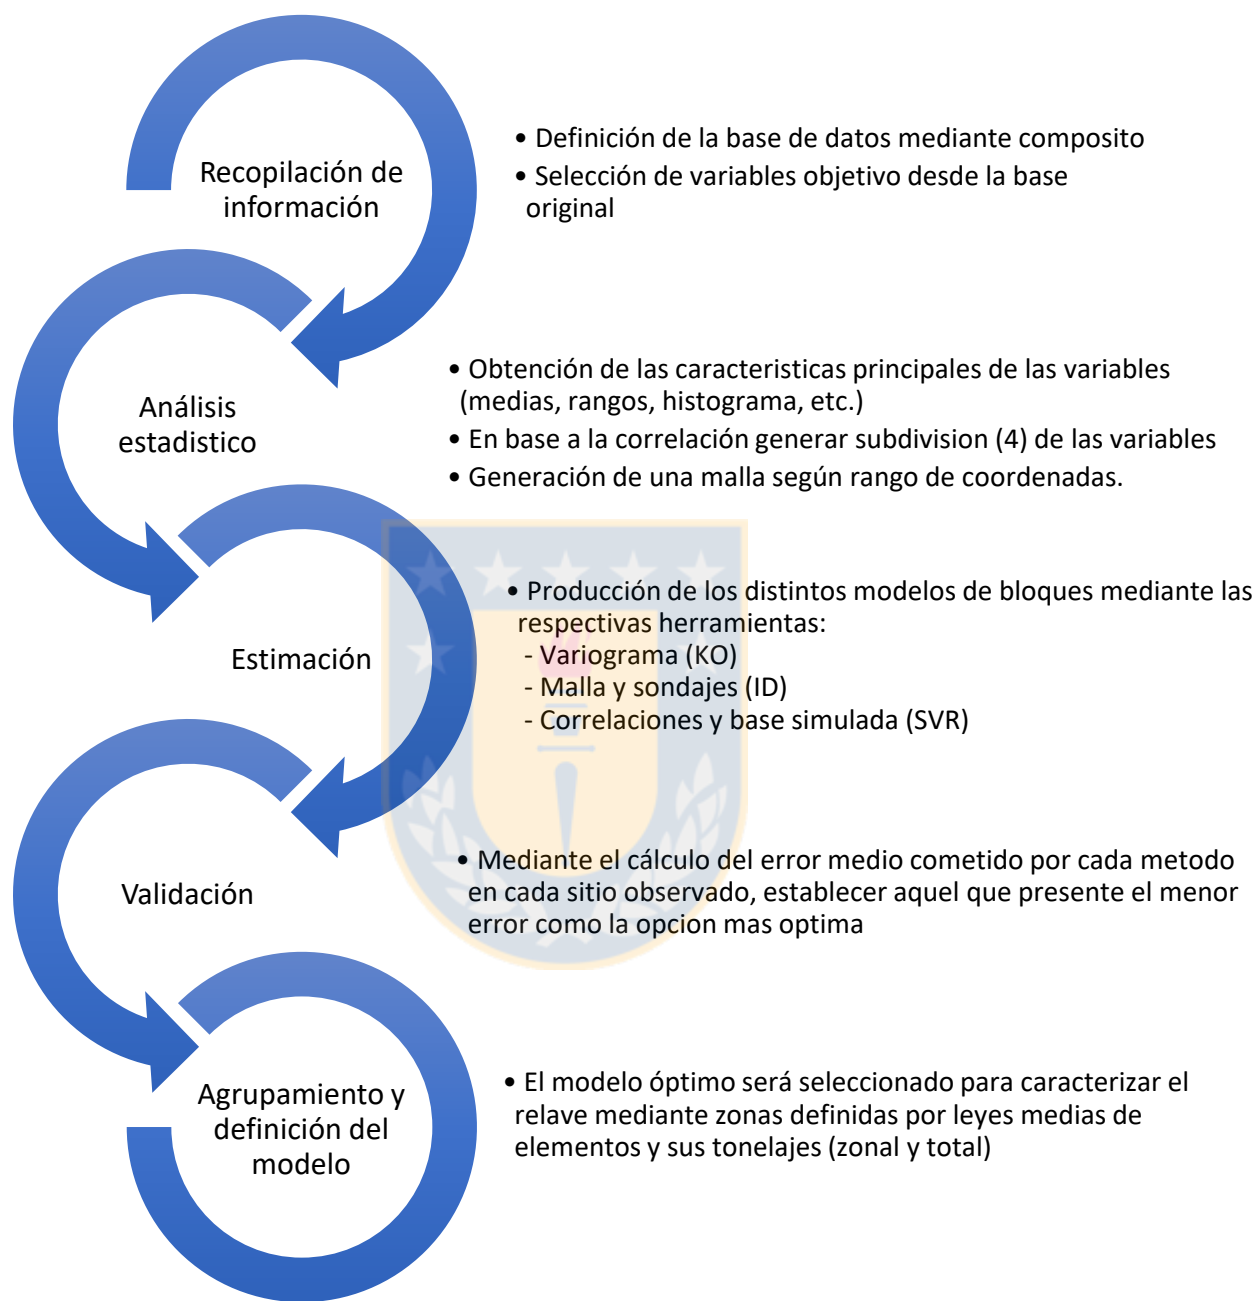 Recopilación de
información
• Definición de la base de datos mediante composito
• Selección de variables objetivo desde la base
original
Análisis
estadistico
• Obtención de las caracteristicas principales de las variables
(medias, rangos, histograma, etc.)
• En base a la correlación generar subdivision (4) de las variables
• Generación de una malla según rango de coordenadas.
Estimación
• Producción de los distintos modelos de bloques mediante las
respectivas herramientas:
- Variograma (KO)
- Malla y sondajes (ID)
- Correlaciones y base simulada (SVR)
Validación
• Mediante el cálculo del error medio cometido por cada metodo
en cada sitio observado, establecer aquel que presente el menor
error como la opcion mas optima
Agrupamiento y
definición del
modelo
• El modelo óptimo será seleccionado para caracterizar el
relave mediante zonas definidas por leyes medias de
elementos y sus tonelajes (zonal y total)